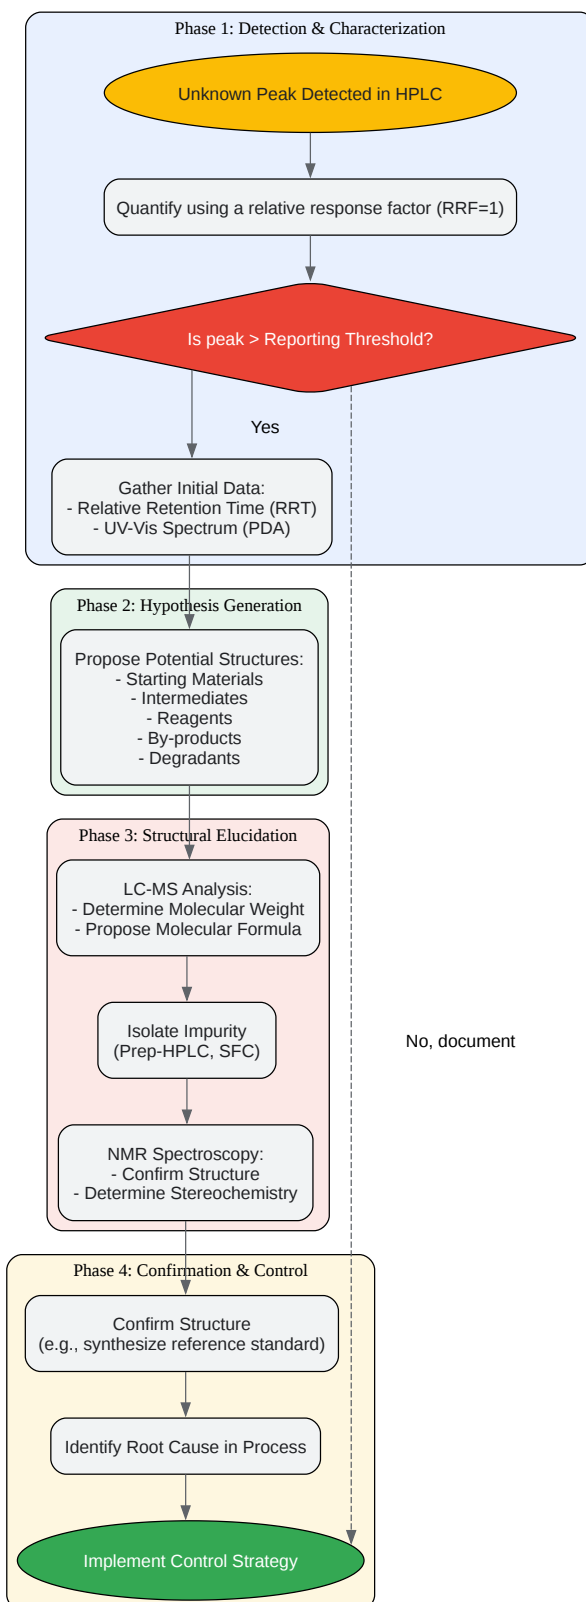 Phase 1: Detection & Characterization
Unknown Peak Detected in HPLC
Quantify using a relative response factor (RRF=1)
Is peak > Reporting Threshold?
Yes
Gather Initial Data:
- Relative Retention Time (RRT)
- UV-Vis Spectrum (PDA)
Phase 2: Hypothesis Generation
Propose Potential Structures:
- Starting Materials
- Intermediates
- Reagents
- By-products
- Degradants
Phase 3: Structural Elucidation
LC-MS Analysis:
- Determine Molecular Weight
- Propose Molecular Formula
Isolate Impurity
(Prep-HPLC, SFC)
No, document
NMR Spectroscopy:
- Confirm Structure
- Determine Stereochemistry
Phase 4: Confirmation & Control
Confirm Structure
(e.g., synthesize reference standard)
Identify Root Cause in Process
Implement Control Strategy